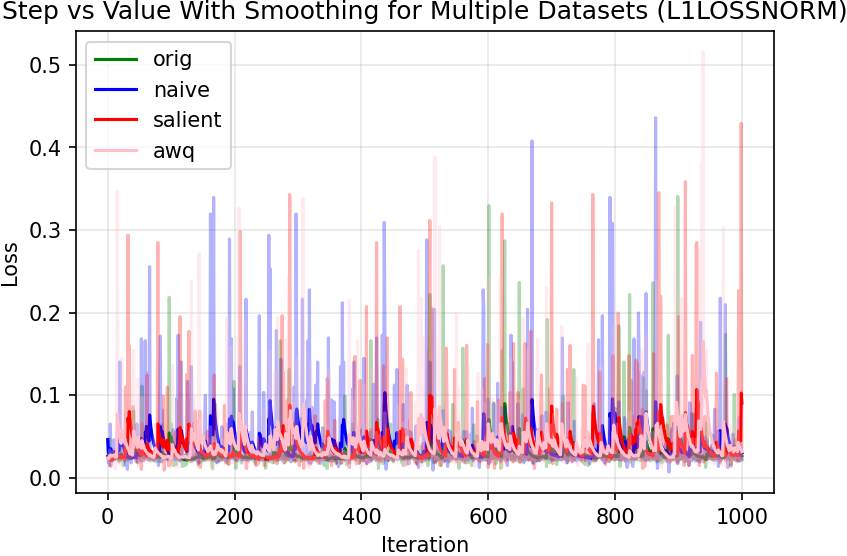 Step vs Value With Smoothing for Multiple Datasets (L1LOSSNORM)
orig
naive
salient
awq
Loss
0.5
0.4
0.3
0.2
0.1
0.0
0 200 400 600 800 1000
Iteration